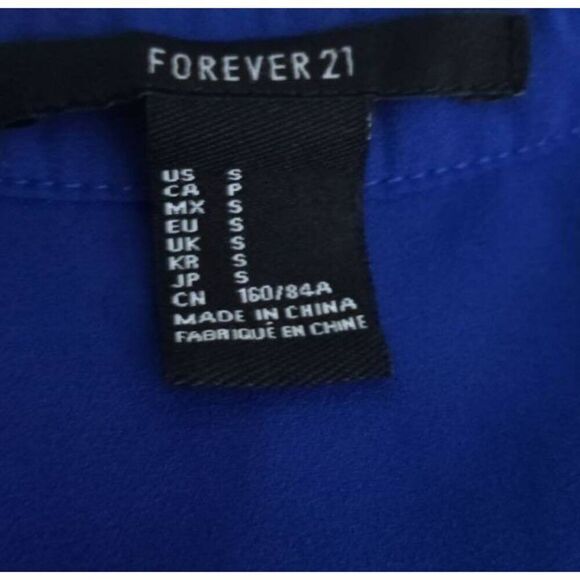 FOREVER 21
US S
CA P
MX S
EU S
UK S
KR S
JP S
CN 160/84A
MADE IN CHINA
FABRIQUÉ EN CHINE